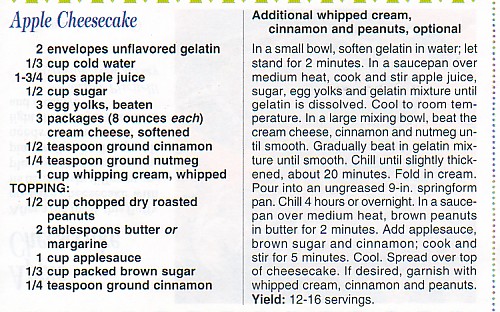 Apple Cheesecake
2 envelopes unflavored gelatin
1/3 cup cold water
1-3/4 cups apple juice
1/2 cup sugar
3 egg yolks, beaten
3 packages (8 ounces each)
cream cheese, softened
1/2 teaspoon ground cinnamon
1/4 teaspoon ground nutmeg
1 cup whipping cream, whipped
TOPPING:
1/2 cup chopped dry roasted
peanuts
2 tablespoons butter or
margarine
1 cup applesauce
1/3 cup packed brown sugar
1/4 teaspoon ground cinnamon
Additional whipped cream,
cinnamon and peanuts, optional
In a small bowl, soften gelatin in water; let
stand for 2 minutes. In a saucepan over
medium heat, cook and stir apple juice,
sugar, egg yolks and gelatin mixture until
gelatin is dissolved. Cool to room tem-
perature. In a large mixing bowl, beat the
cream cheese, cinnamon and nutmeg un-
til smooth. Gradually beat in gelatin mix-
ture until smooth. Chill until slightly thick-
ened, about 20 minutes. Fold in cream.
Pour into an ungreased 9-in. springform
pan. Chill 4 hours or overnight. In a sauce-
pan over medium heat, brown peanuts
in butter for 2 minutes. Add applesauce,
brown sugar and cinnamon; cook and
stir for 5 minutes. Cool. Spread over top
of cheesecake. If desired, garnish with
whipped cream, cinnamon and peanuts.
Yield: 12-16 servings.